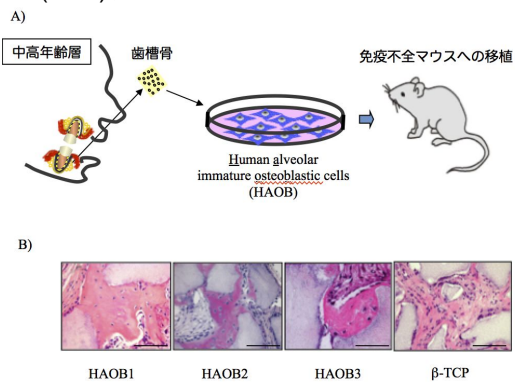 A)
中高年齢層
歯槽骨
免疫不全マウスへの移植
Human alveolar
immature osteoblastic cells
(HAOB)
B)
HAOB1
HAOB2
HAOB3
β-TCP